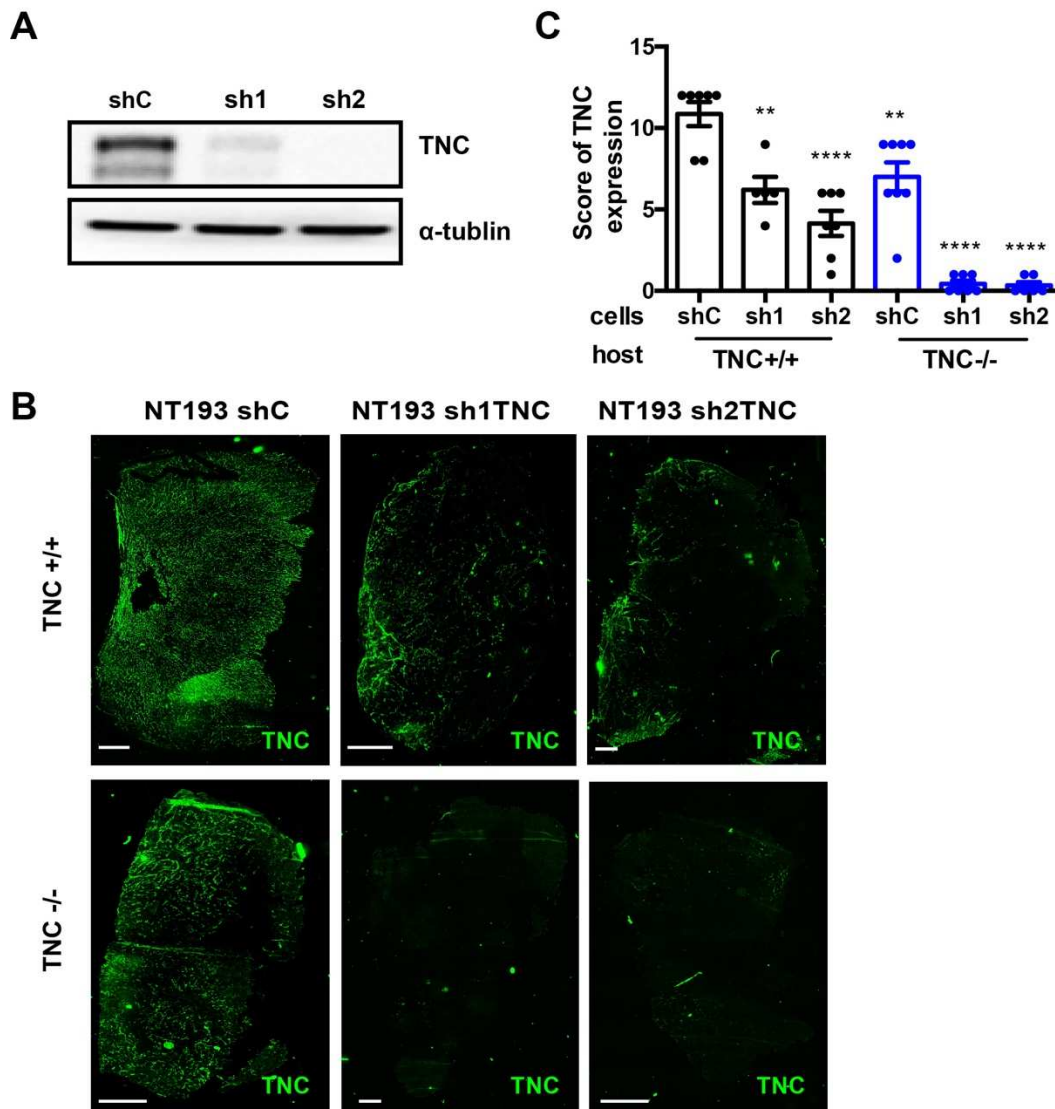 A
shC sh1 sh2
TNC
α-tublin
C
Score of TNC
expression
15
10
5
0
** **** ** **** ****
cells shC sh1 sh2 shC sh1 sh2
host TNC+/+ TNC-/-
B
NT193 shC NT193 sh1TNC NT193 sh2TNC
TNC +/+
TNC TNC TNC
TNC -/-
TNC TNC TNC